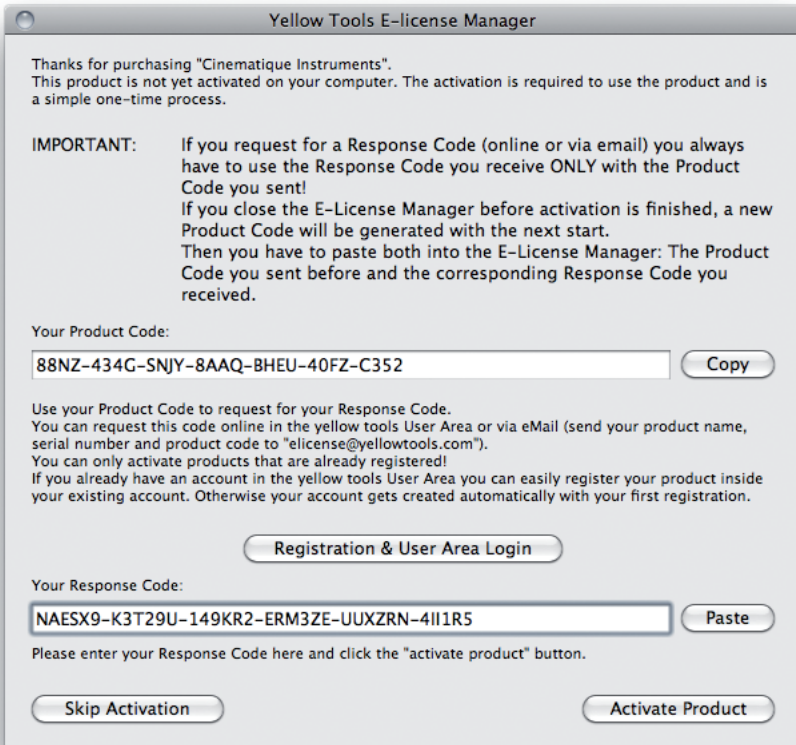 Yellow Tools E-license Manager
Thanks for purchasing "Cinematique Instruments".
This product is not yet activated on your computer. The activation is required to use the product and is
a simple one-time process.
IMPORTANT: If you request for a Response Code (online or via email) you always
have to use the Response Code you receive ONLY with the Product
Code you sent!
If you close the E-License Manager before activation is finished, a new
Product Code will be generated with the next start.
Then you have to paste both into the E-License Manager: The Product
Code you sent before and the corresponding Response Code you
received.
Your Product Code:
88NZ-434G-SNJY-8AAQ-BHEU-40FZ-C352 Copy
Use your Product Code to request for your Response Code.
You can request this code online in the yellow tools User Area or via eMail (send your product name,
serial number and product code to "elicense@yellowtools.com").
You can only activate products that are already registered!
If you already have an account in the yellow tools User Area you can easily register your product inside
your existing account. Otherwise your account gets created automatically with your first registration.
Registration & User Area Login
Your Response Code:
NAESX9-K3T29U-149KR2-ERM3ZE-UUXZRN-4II1R5 Paste
Please enter your Response Code here and click the "activate product" button.
Skip Activation Activate Product